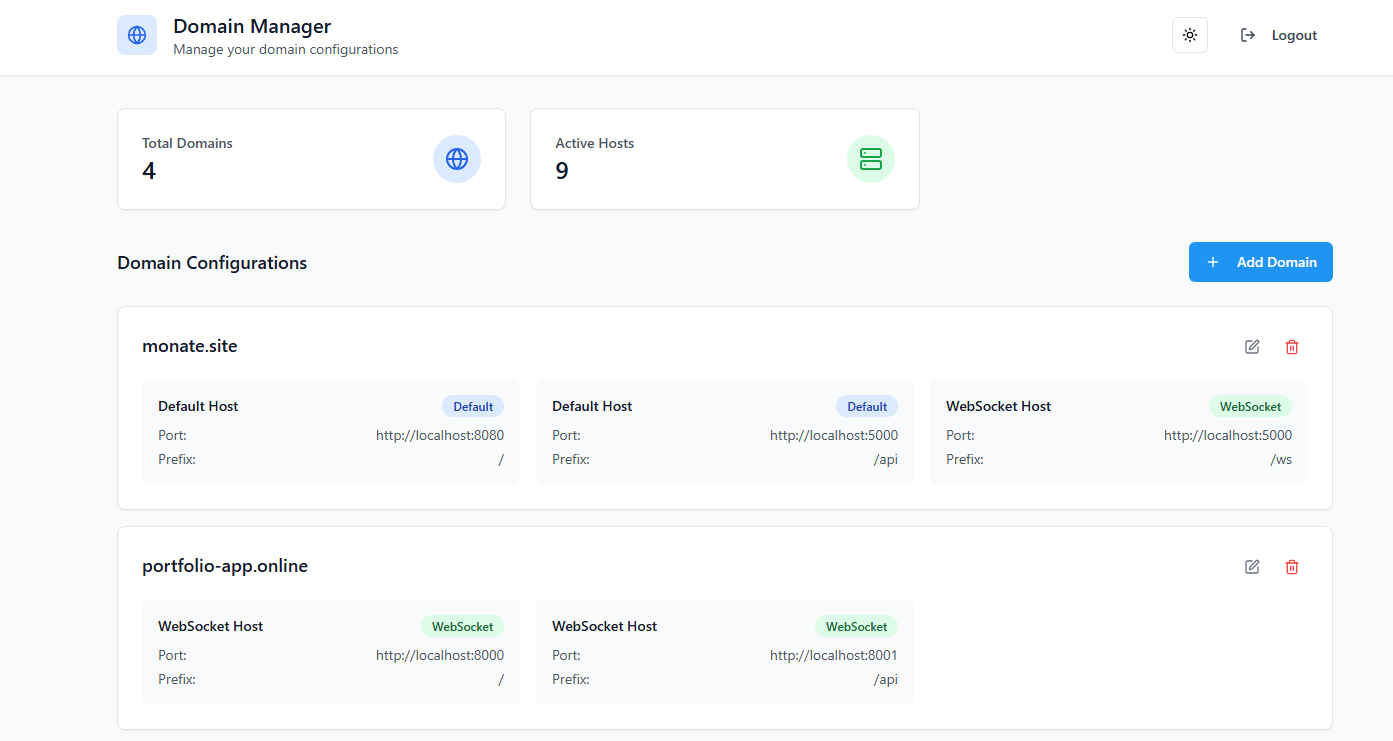 Domain Manager
Manage your domain configurations
Logout
Total Domains
4
Active Hosts
9
Domain Configurations
Add Domain
monate.site
Default Host Default
Port: http://localhost:8080
Prefix: /
Default Host Default
Port: http://localhost:5000
Prefix: /api
WebSocket Host WebSocket
Port: http://localhost:5000
Prefix: /ws
portfolio-app.online
WebSocket Host WebSocket
Port: http://localhost:8000
Prefix: /
WebSocket Host WebSocket
Port: http://localhost:8001
Prefix: /api